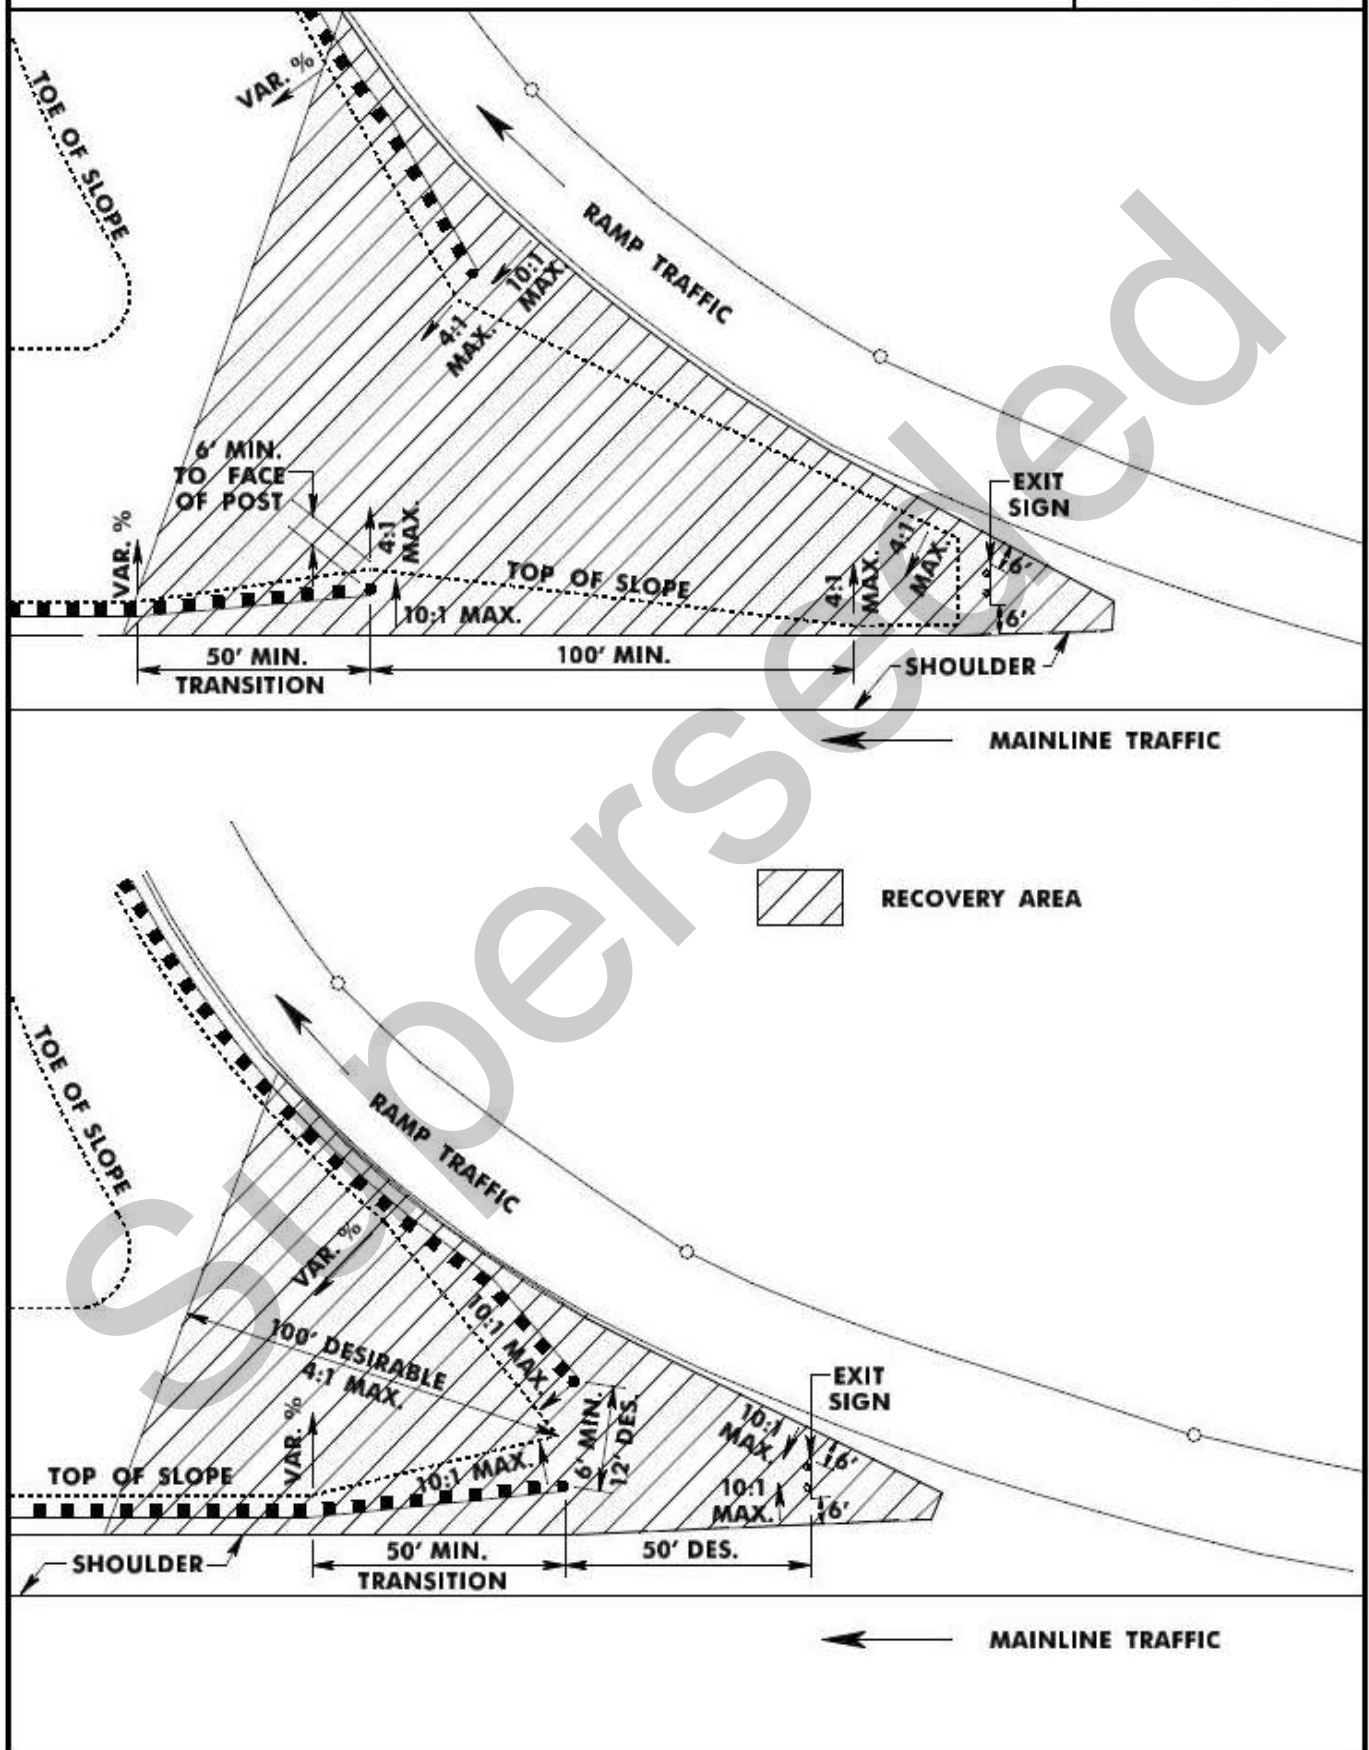 VAR. %
TOE OF SLOPE
RAMP TRAFFIC
10:1
MAX.
4:1
MAX.
6' MIN.
TO FACE
OF POST
EXIT
SIGN
VAR. %
4:1
MAX.
4:1
MAX.
6'
TOP OF SLOPE
4:1
MAX.
10:1 MAX.
6'
50' MIN.
TRANSITION
100' MIN.
SHOULDER
MAINLINE TRAFFIC
RECOVERY AREA
TOE OF SLOPE
RAMP TRAFFIC
VAR. %
10:1 MAX.
100' DESIRABLE
4:1 MAX.
EXIT
SIGN
VAR. %
6' MIN.
12' DES.
10:1
MAX.
6'
TOP OF SLOPE
10:1 MAX.
10:1
MAX.
6'
SHOULDER
50' MIN.
TRANSITION
50' DES.
MAINLINE TRAFFIC
Superseded